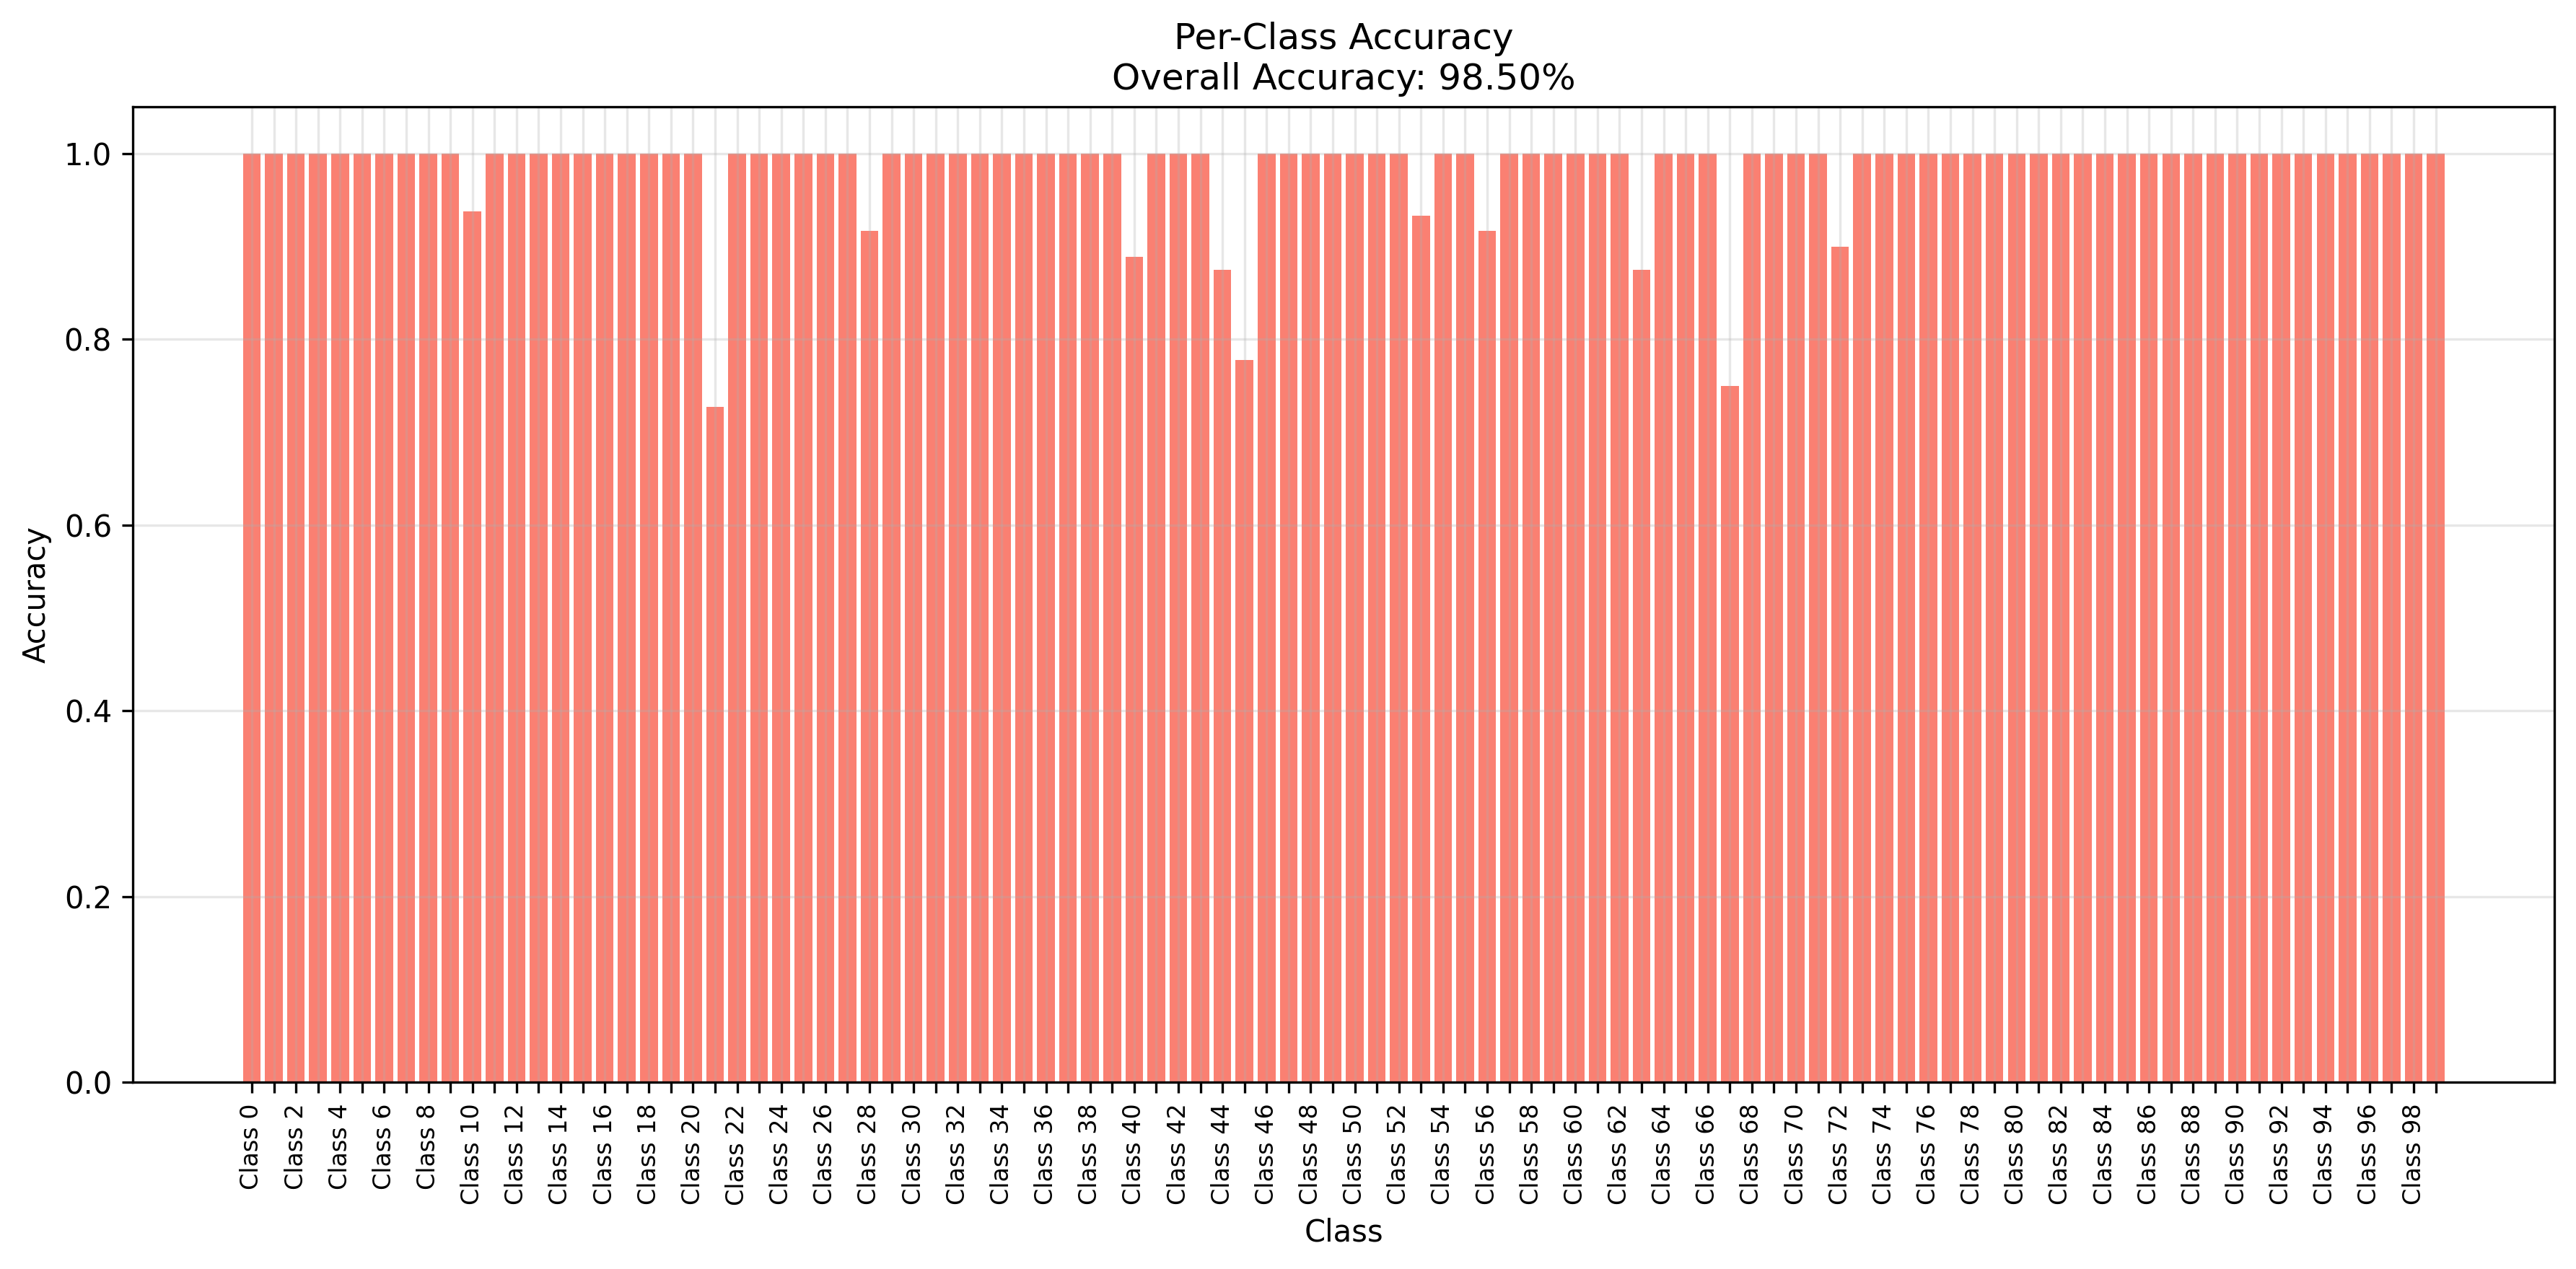 Per-Class Accuracy
Overall Accuracy: 98.50%
Accuracy
1.0
0.8
0.6
0.4
0.2
0.0
Class 0
Class 2
Class 4
Class 6
Class 8
Class 10
Class 12
Class 14
Class 16
Class 18
Class 20
Class 22
Class 24
Class 26
Class 28
Class 30
Class 32
Class 34
Class 36
Class 38
Class 40
Class 42
Class 44
Class 46
Class 48
Class 50
Class 52
Class 54
Class 56
Class 58
Class 60
Class 62
Class 64
Class 66
Class 68
Class 70
Class 72
Class 74
Class 76
Class 78
Class 80
Class 82
Class 84
Class 86
Class 88
Class 90
Class 92
Class 94
Class 96
Class 98
Class